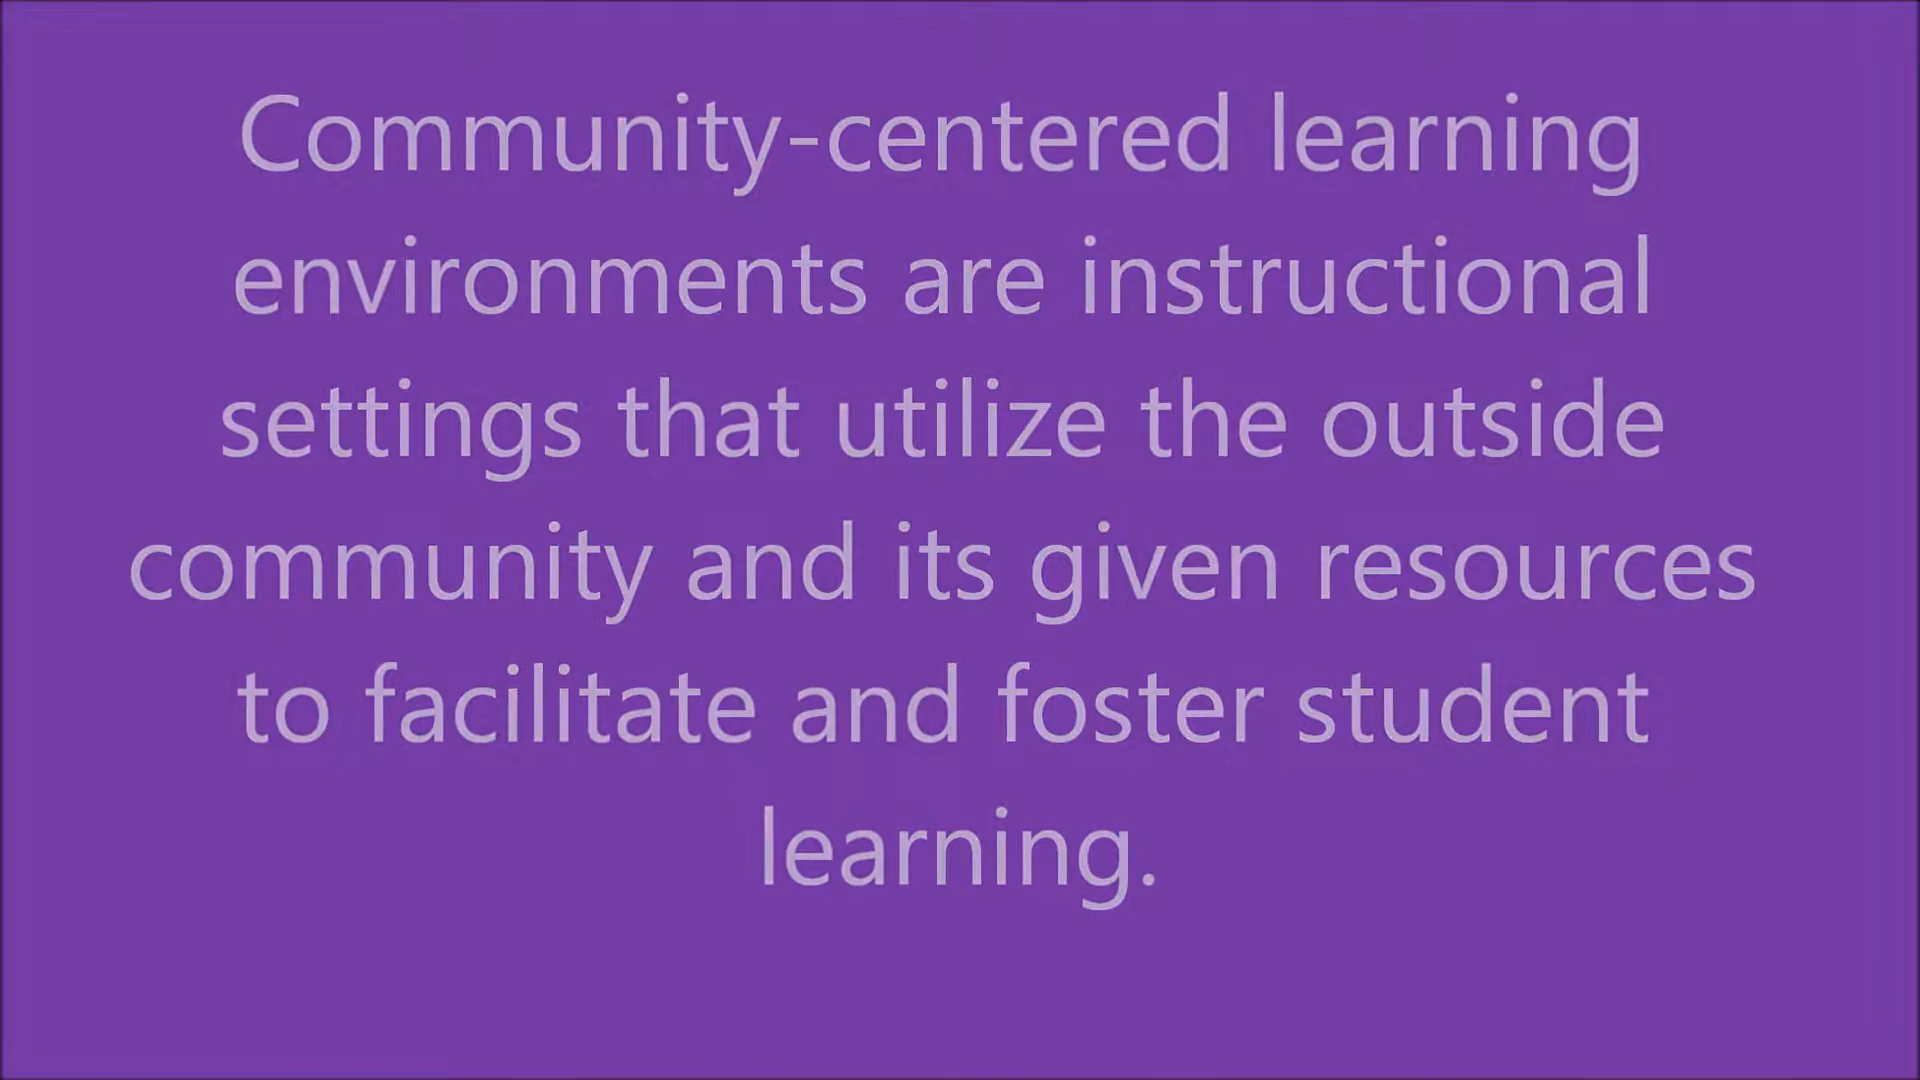 Community-centered learning
environments are instructional
settings that utilize the outside
community and its given resources
to facilitate and foster student
learning.